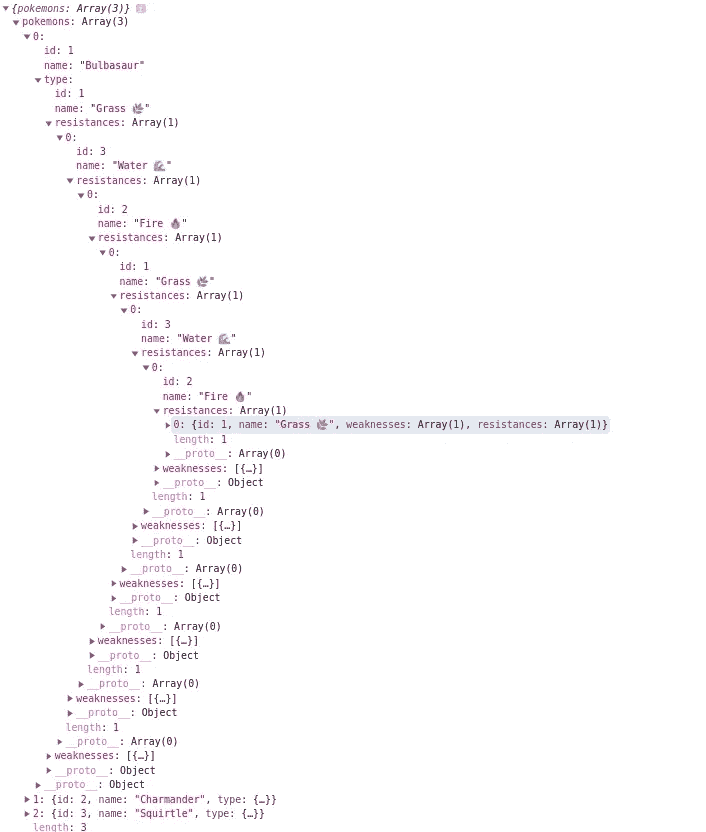 {pokemons: Array(3)} i
pokemons: Array(3)
0:
id: 1
name: "Bulbasaur"
type:
id: 1
name: "Grass 🌿"
resistances: Array(1)
0:
id: 3
name: "Water 🌊"
resistances: Array(1)
0:
id: 2
name: "Fire 🔥"
resistances: Array(1)
0:
id: 1
name: "Grass 🌿"
resistances: Array(1)
0:
id: 3
name: "Water 🌊"
resistances: Array(1)
0:
id: 2
name: "Fire 🔥"
resistances: Array(1)
0: {id: 1, name: "Grass 🌿", weaknesses: Array(1), resistances: Array(1)}
length: 1
__proto__: Array(0)
weaknesses: [{…}]
__proto__: Object
length: 1
__proto__: Array(0)
weaknesses: [{…}]
__proto__: Object
length: 1
__proto__: Array(0)
weaknesses: [{…}]
__proto__: Object
length: 1
__proto__: Array(0)
weaknesses: [{…}]
__proto__: Object
length: 1
__proto__: Array(0)
weaknesses: [{…}]
__proto__: Object
length: 1
__proto__: Array(0)
weaknesses: [{…}]
__proto__: Object
__proto__: Object
1: {id: 2, name: "Charmander", type: {…}}
2: {id: 3, name: "Squirtle", type: {…}}
length: 3